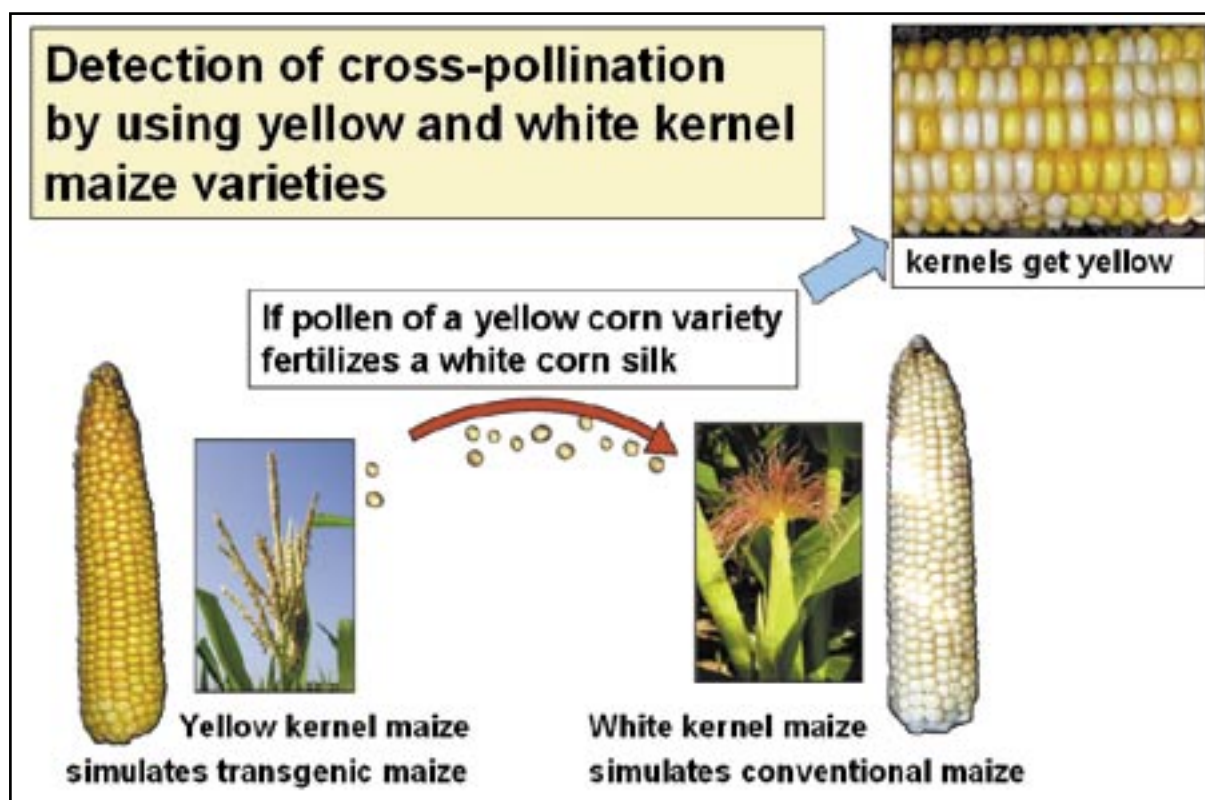 Detection of cross-pollination
by using yellow and white kernel
maize varieties
kernels get yellow
If pollen of a yellow corn variety
fertilizes a white corn silk
Yellow kernel maize
simulates transgenic maize
White kernel maize
simulates conventional maize